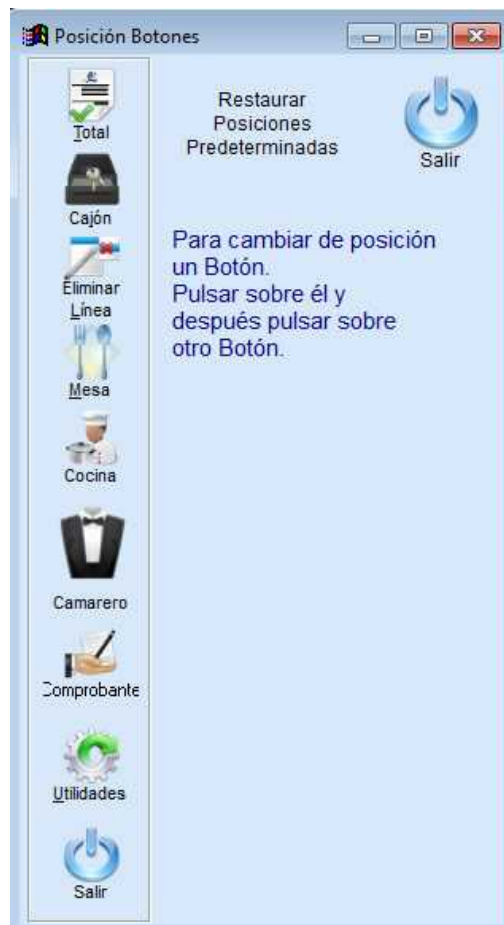 Posición Botones
Total
Cajón
Eliminar
Línea
Mesa
Cocina
Camarero
Comprobante
Utilidades
Salir
Restaurar
Posiciones
Predeterminadas
Salir
Para cambiar de posición
un Botón.
Pulsar sobre él y
después pulsar sobre
otro Botón.